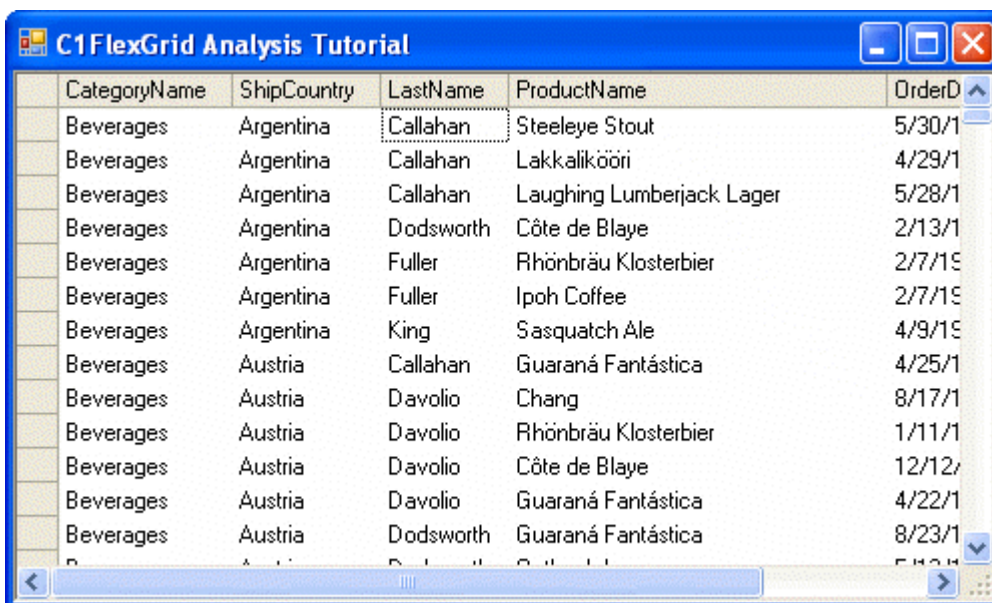 C1FlexGrid Analysis Tutorial
CategoryName ShipCountry LastName ProductName OrderD
Beverages Argentina Callahan Steeleye Stout 5/30/1
Beverages Argentina Callahan Lakkalikööri 4/29/1
Beverages Argentina Callahan Laughing Lumberjack Lager 5/28/1
Beverages Argentina Dodsworth Côte de Blaye 2/13/1
Beverages Argentina Fuller Rhönbräu Klosterbier 2/7/19
Beverages Argentina Fuller Ipoh Coffee 2/7/19
Beverages Argentina King Sasquatch Ale 4/9/19
Beverages Austria Callahan Guaraná Fantástica 4/25/1
Beverages Austria Davolio Chang 8/17/1
Beverages Austria Davolio Rhönbräu Klosterbier 1/11/1
Beverages Austria Davolio Côte de Blaye 12/12/
Beverages Austria Davolio Guaraná Fantástica 4/22/1
Beverages Austria Dodsworth Guaraná Fantástica 8/23/1